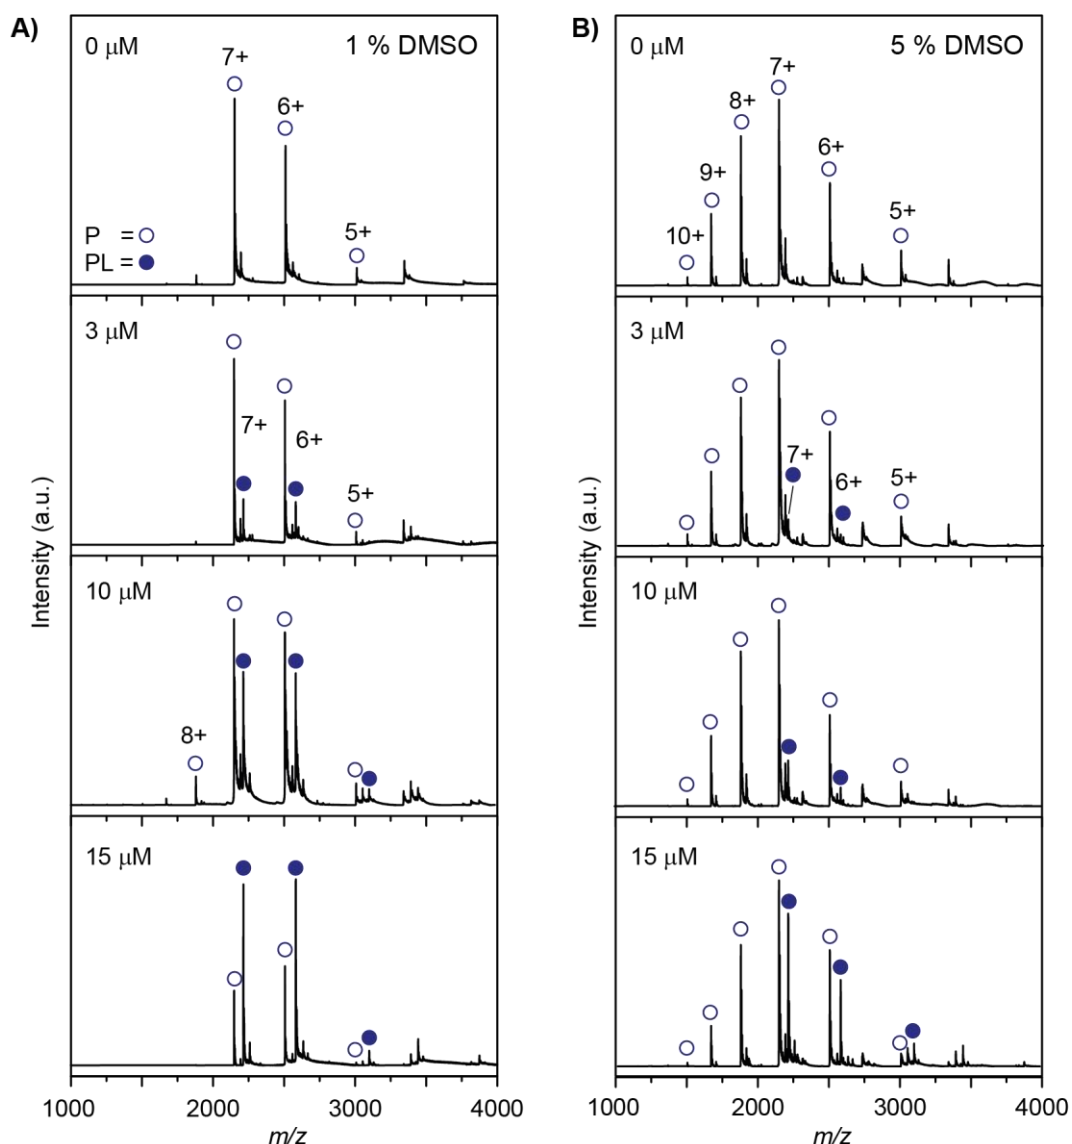 A)
0 μM
1 % DMSO
7+
6+
5+
P =
PL =
3 μM
7+
6+
5+
10 μM
8+
15 μM
1000 2000 3000 4000
m/z
Intensity (a.u.)
B)
0 μM
5 % DMSO
7+
8+
6+
9+
5+
10+
3 μM
7+
6+
5+
10 μM
15 μM
1000 2000 3000 4000
m/z
Intensity (a.u.)